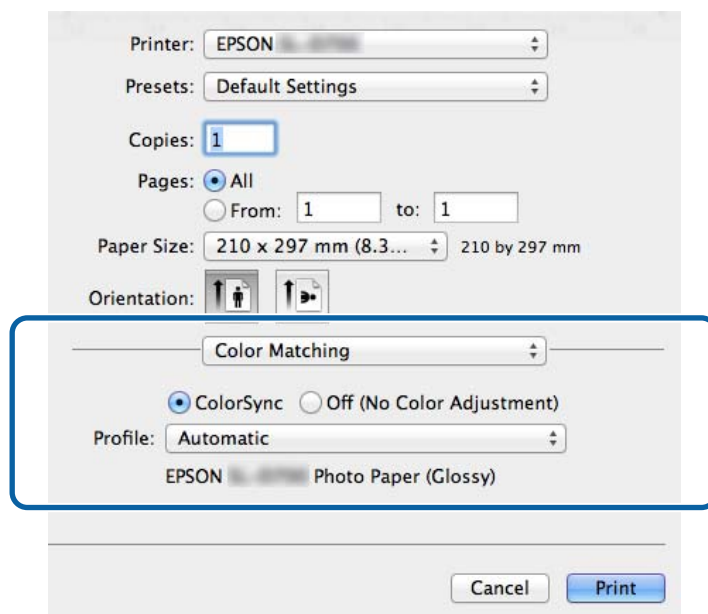 Printer: EPSON
Presets: Default Settings
Copies: 1
Pages: All
From: 1 to: 1
Paper Size: 210 x 297 mm (8.3... 210 by 297 mm
Orientation:
Color Matching
ColorSync Off (No Color Adjustment)
Profile: Automatic
EPSON Photo Paper (Glossy)
Cancel Print